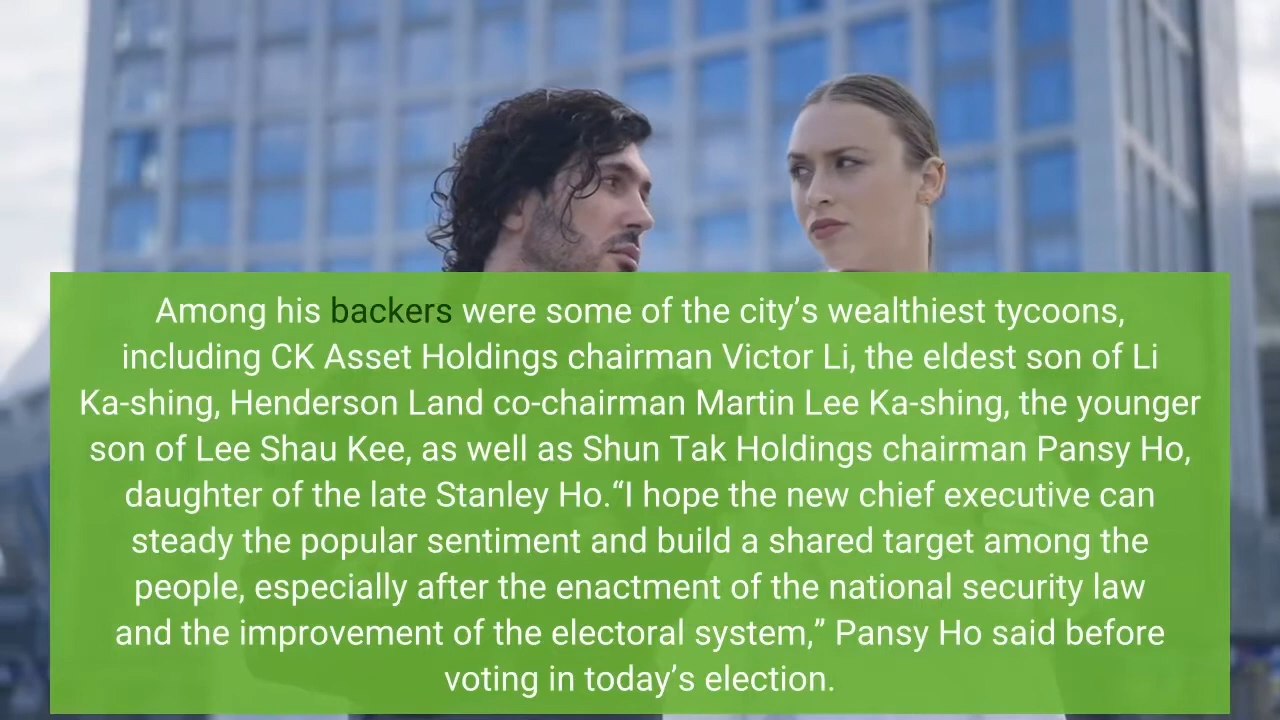 Among his backers were some of the city’s wealthiest tycoons,
including CK Asset Holdings chairman Victor Li, the eldest son of Li
Ka-shing, Henderson Land co-chairman Martin Lee Ka-shing, the younger
son of Lee Shau Kee, as well as Shun Tak Holdings chairman Pansy Ho,
daughter of the late Stanley Ho.“I hope the new chief executive can
steady the popular sentiment and build a shared target among the
people, especially after the enactment of the national security law
and the improvement of the electoral system,” Pansy Ho said before
voting in today’s election.